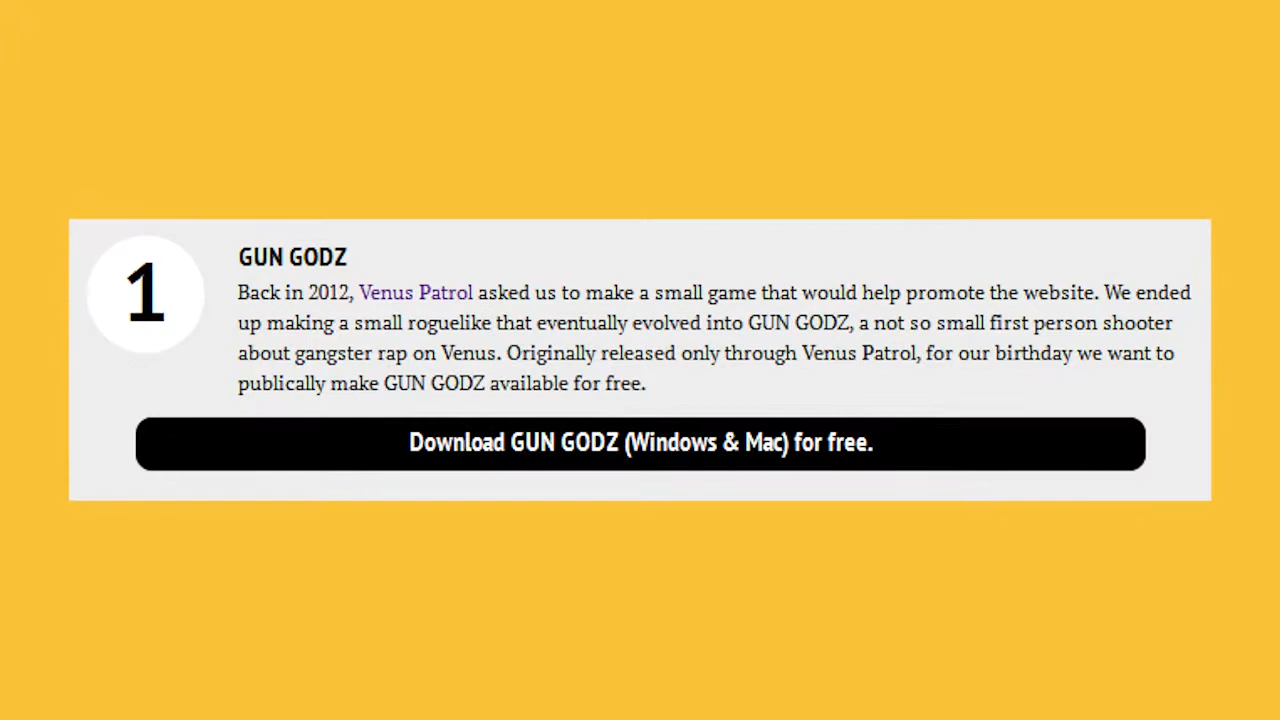 1
GUN GODZ
Back in 2012, Venus Patrol asked us to make a small game that would help promote the website. We ended
up making a small roguelike that eventually evolved into GUN GODZ, a not so small first person shooter
about gangster rap on Venus. Originally released only through Venus Patrol, for our birthday we want to
publically make GUN GODZ available for free.
Download GUN GODZ (Windows & Mac) for free.